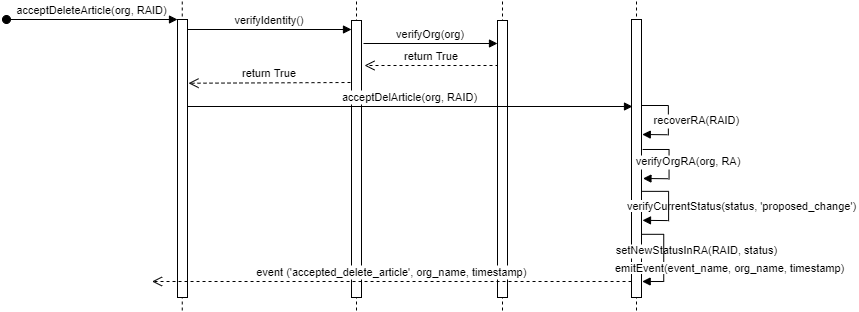 acceptDeleteArticle(org, RAID)
verifyIdentity()
verifyOrg(org)
return True
return True
acceptDelArticle(org, RAID)
recoverRA(RAID)
verifyOrgRA(org, RA)
verifyCurrentStatus(status, 'proposed_change')
setNewStatusInRA(RAID, status)
emitEvent(event_name, org_name, timestamp)
event ('accepted_delete_article', org_name, timestamp)